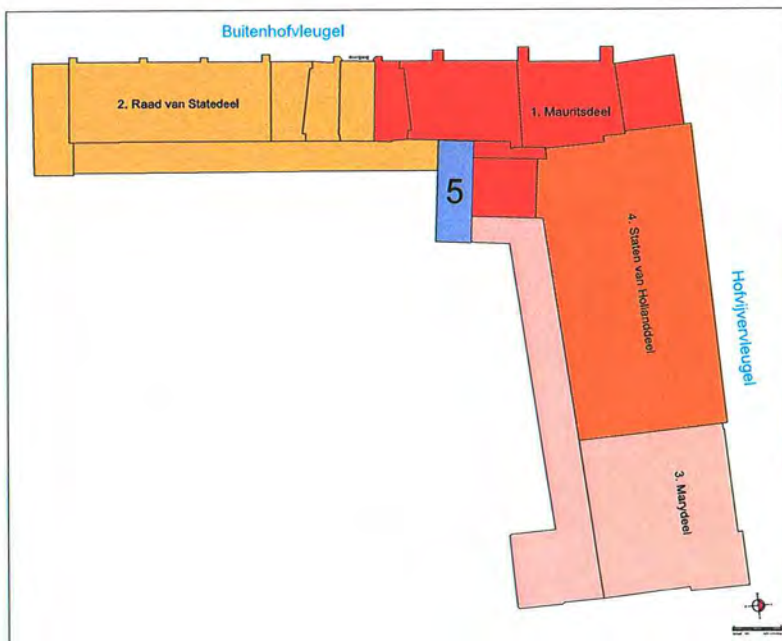 Buitenhofvleugel
2. Raad van Statedeel
1. Mauritsdeel
5
4. Staten van Hollanddeel
Hofvijvervleugel
3. Marydeel